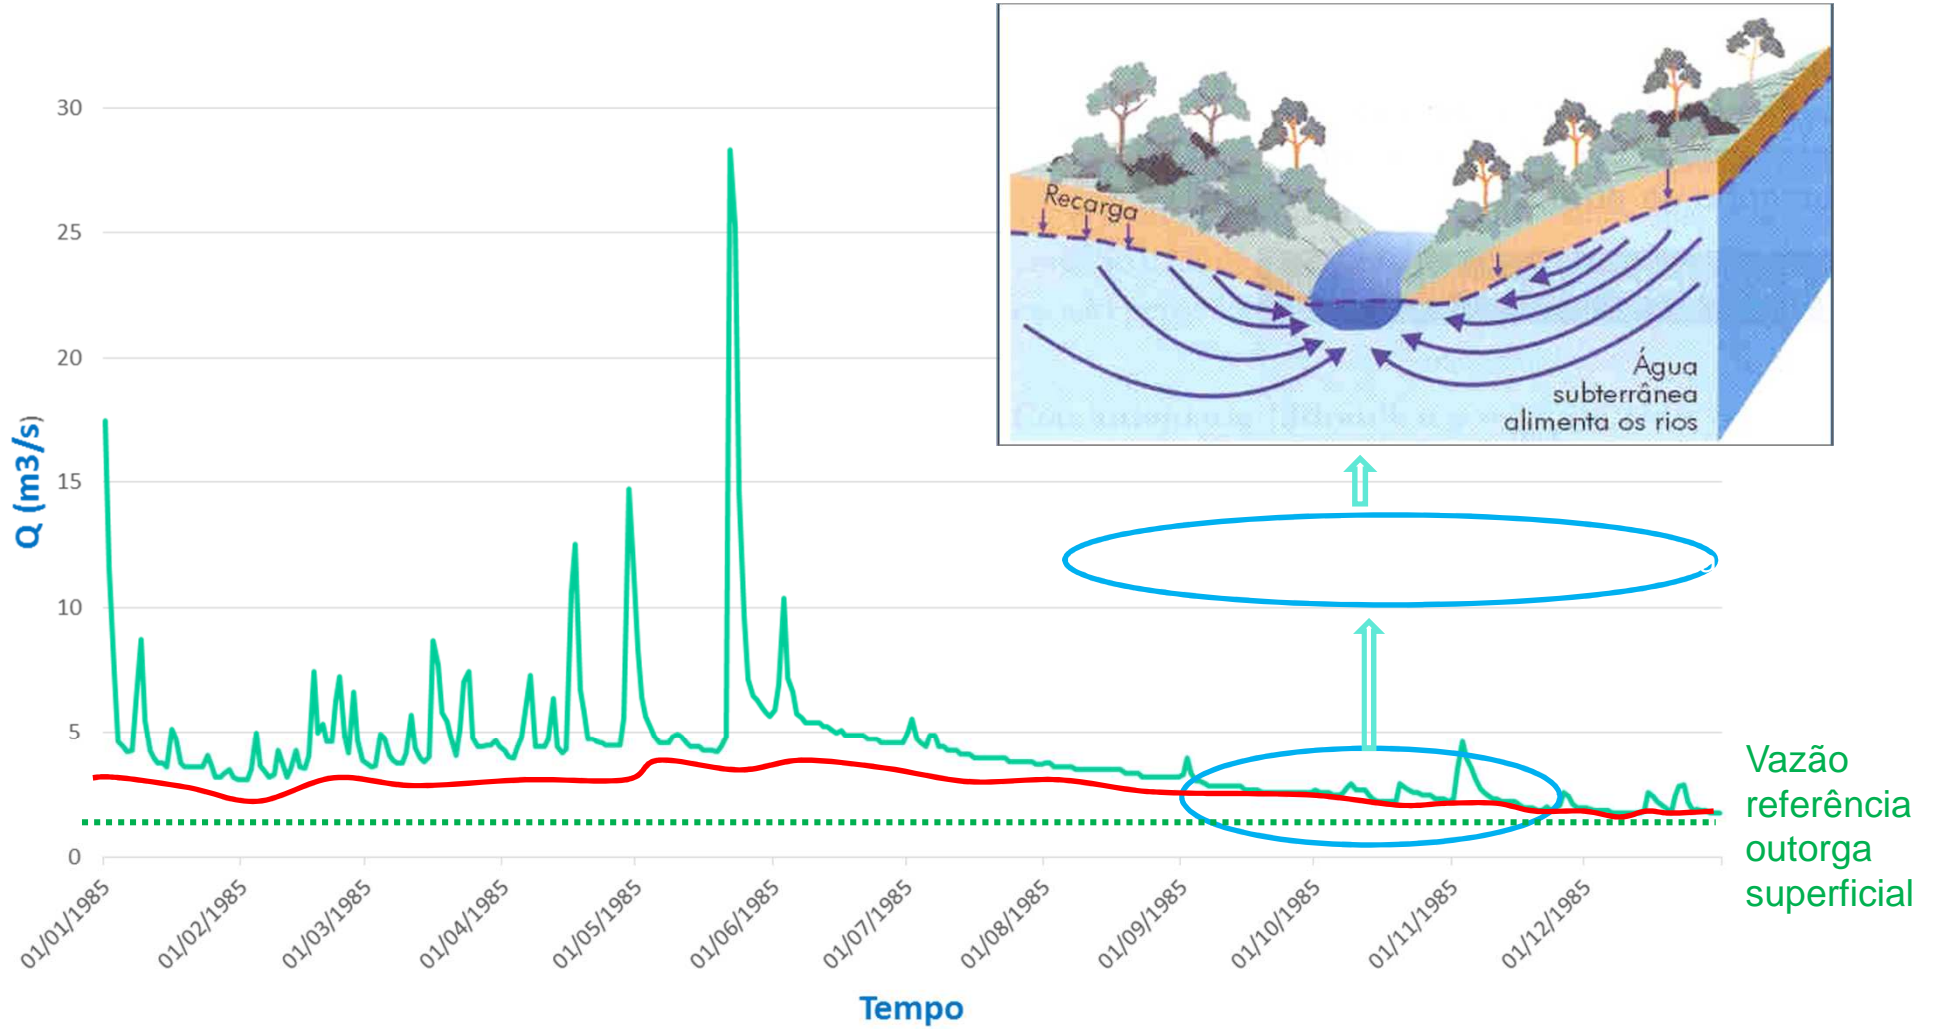 30
25
20
15
10
5
0
Q (m3/s)
01/01/1985
01/02/1985
01/03/1985
01/04/1985
01/05/1985
01/06/1985
01/07/1985
01/08/1985
01/09/1985
01/10/1985
01/11/1985
01/12/1985
Tempo
Recarga
Água
subterrânea
alimenta os rios
Vazão
referência
outorga
superficial